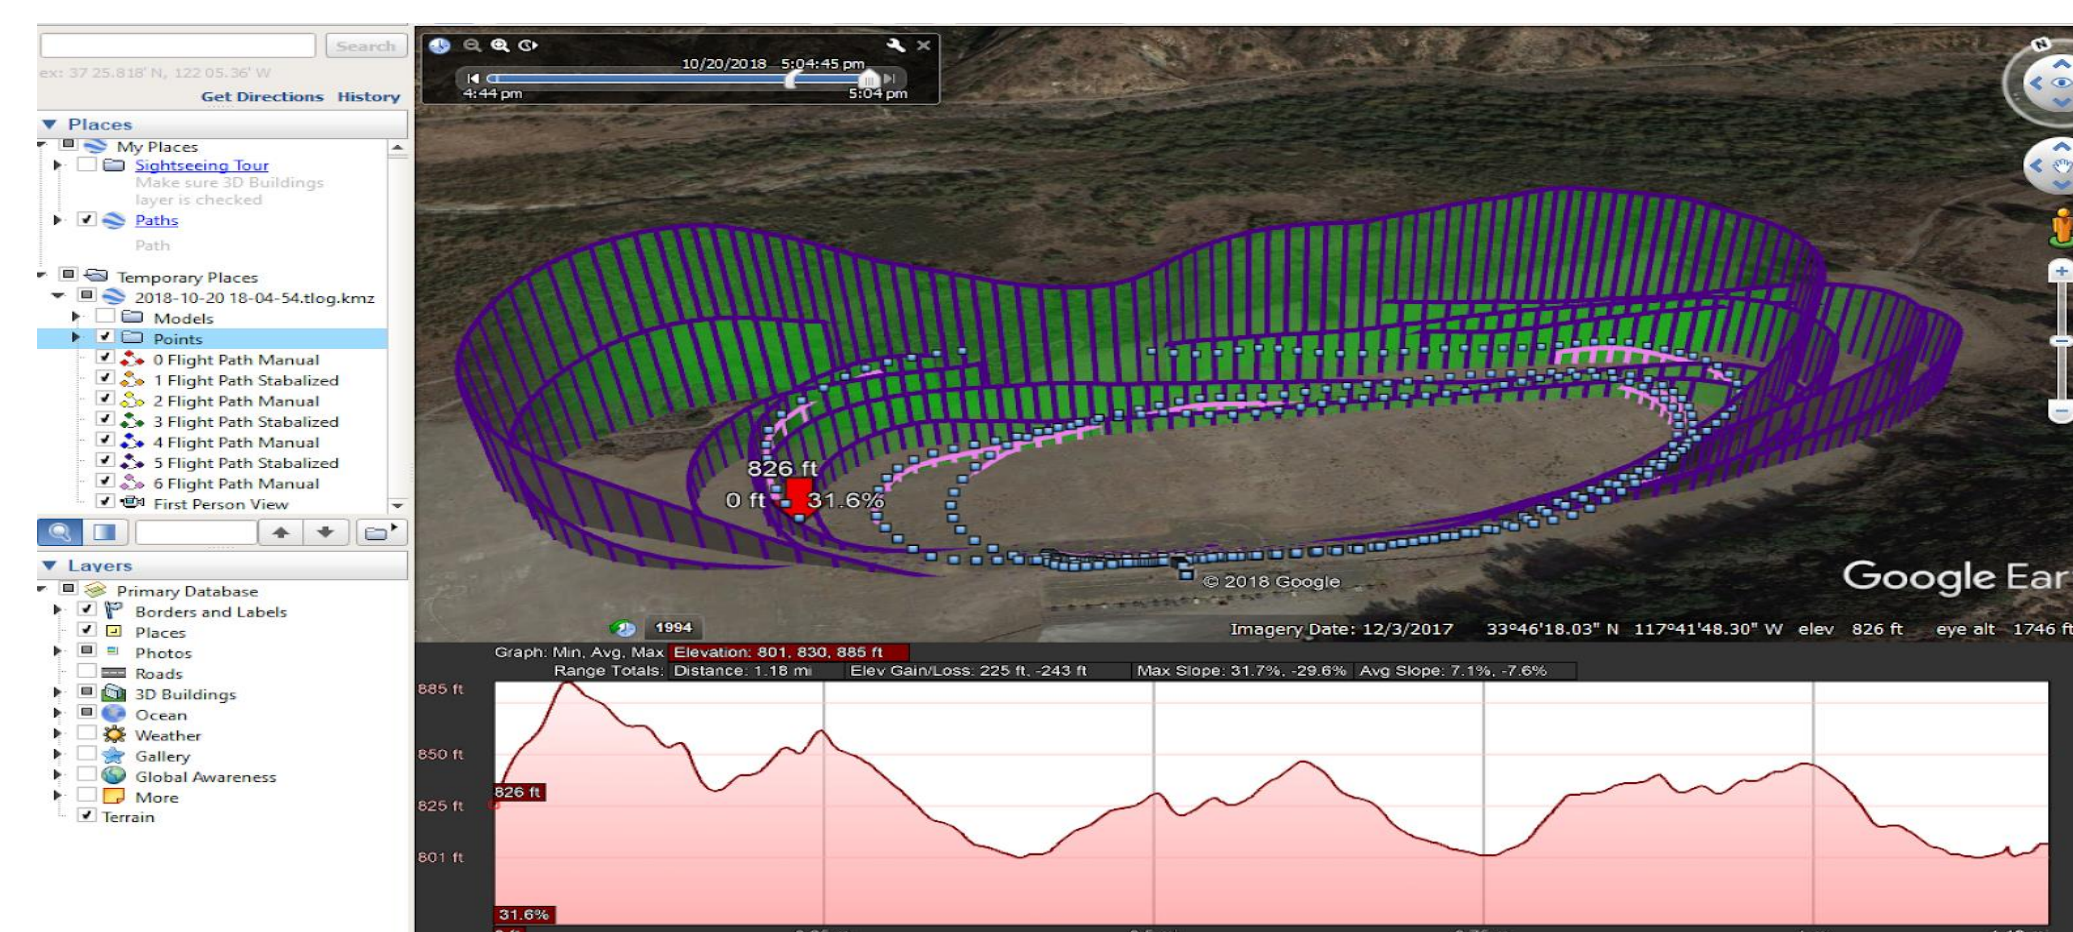 Search
ex: 37 25.818' N, 122 05.36' W
Get Directions History
Places
My Places
Sightseeing Tour
Make sure 3D Buildings
layer is checked
Paths
Path
Temporary Places
2018-10-20 18-04-54.tlog.kmz
Models
Points
0 Flight Path Manual
1 Flight Path Stabalized
2 Flight Path Manual
3 Flight Path Stabalized
4 Flight Path Manual
5 Flight Path Stabalized
6 Flight Path Manual
First Person View
Layers
Primary Database
Borders and Labels
Places
Photos
Roads
3D Buildings
Ocean
Weather
Gallery
Global Awareness
More
Terrain
10/20/2018 5:04:45 pm
4:44 pm 5:04 pm
N
826 ft
0 ft 31.6%
© 2018 Google
Google Ear
1994
Imagery Date: 12/3/2017 33°46'18.03" N 117°41'48.30" W elev 826 ft eye alt 1746 ft
Graph: Min, Avg, Max Elevation: 801, 830, 885 ft
Range Totals: Distance: 1.18 mi Elev Gain/Loss: 225 ft, -243 ft Max Slope: 31.7%, -29.6% Avg Slope: 7.1%, -7.6%
885 ft
850 ft
826 ft
825 ft
801 ft
31.6%